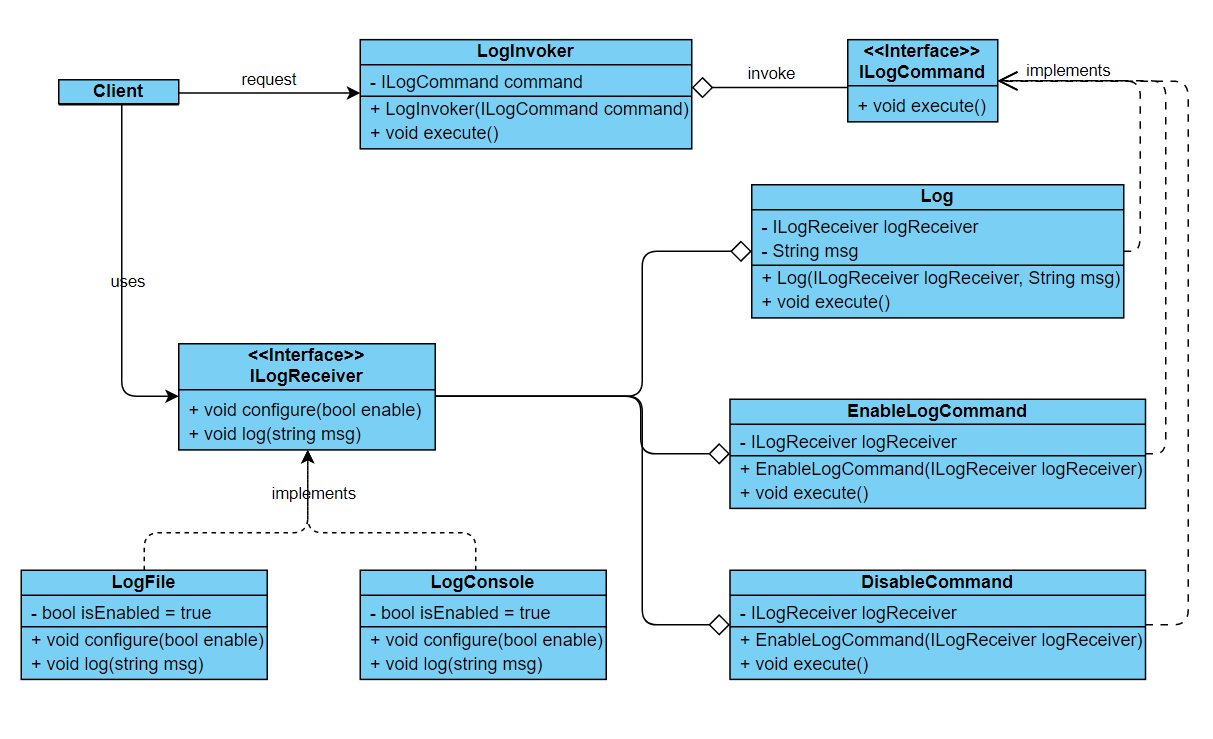 Client
request
LogInvoker
- ILogCommand command
+ LogInvoker(ILogCommand command)
+ void execute()
invoke
<<Interface>>
ILogCommand
+ void execute()
implements
Log
- ILogReceiver logReceiver
- String msg
+ Log(ILogReceiver logReceiver, String msg)
+ void execute()
uses
<<Interface>>
ILogReceiver
+ void configure(bool enable)
+ void log(string msg)
EnableLogCommand
- ILogReceiver logReceiver
+ EnableLogCommand(ILogReceiver logReceiver)
+ void execute()
implements
LogFile
- bool isEnabled = true
+ void configure(bool enable)
+ void log(string msg)
LogConsole
- bool isEnabled = true
+ void configure(bool enable)
+ void log(string msg)
DisableCommand
- ILogReceiver logReceiver
+ EnableLogCommand(ILogReceiver logReceiver)
+ void execute()